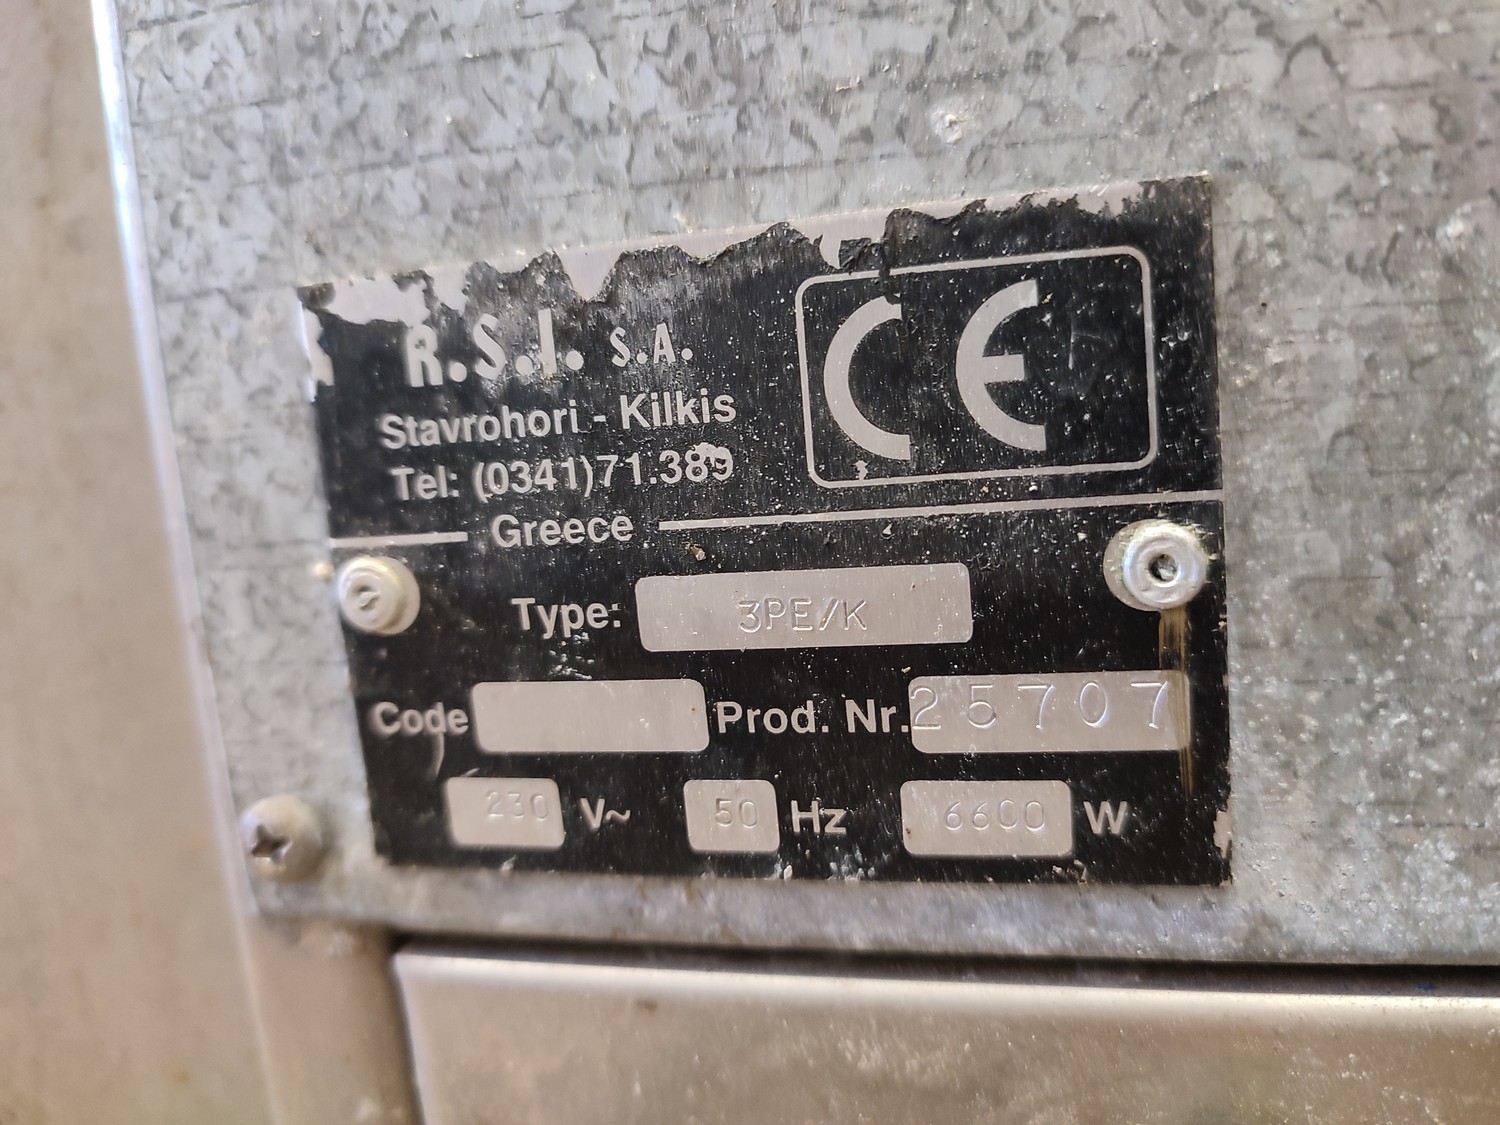 R.S.I. S.A.
CE
Stavrohori - Kilkis
Tel: (0341)71.389
Greece
Type: 3PE/K
Code Prod. Nr. 25707
230 V~ 50 Hz 6600 W